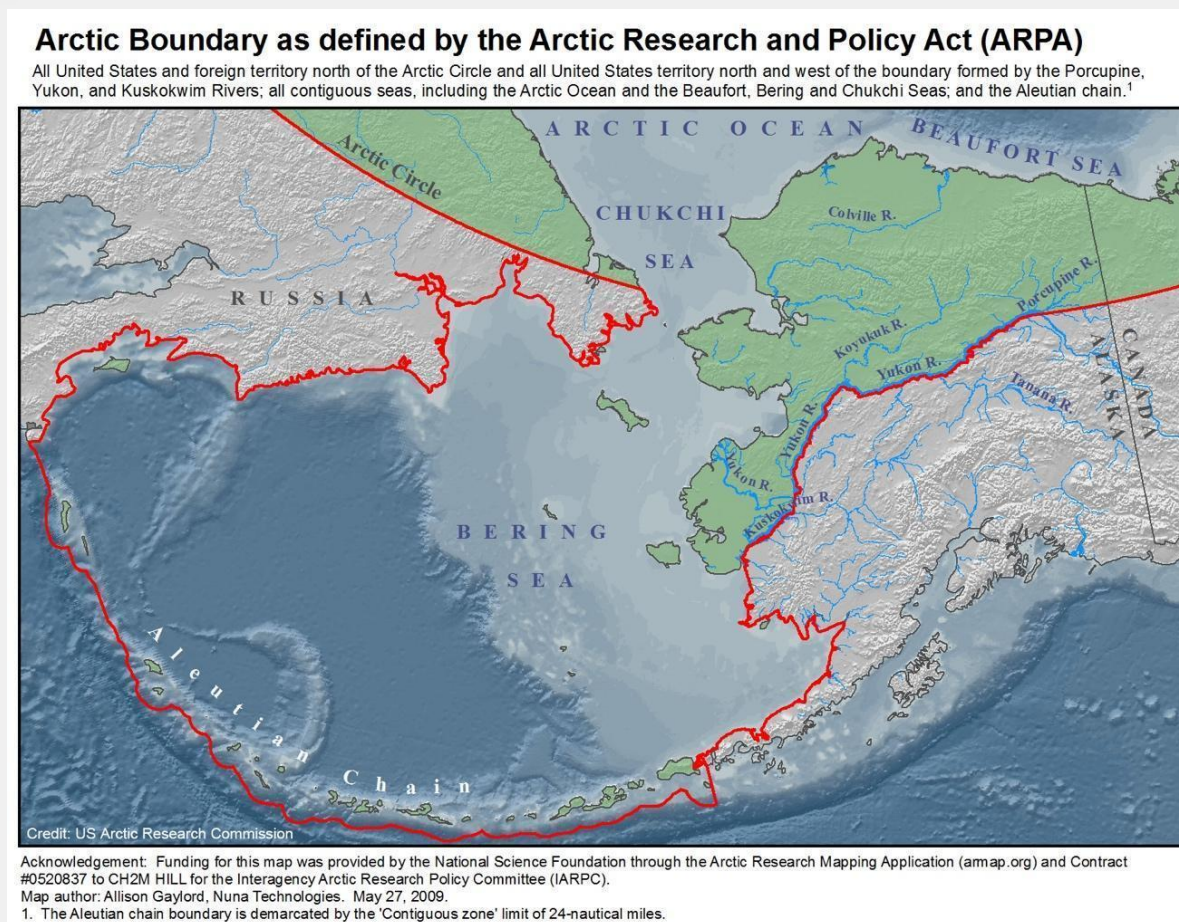 Arctic Boundary as defined by the Arctic Research and Policy Act (ARPA)
All United States and foreign territory north of the Arctic Circle and all United States territory north and west of the boundary formed by the Porcupine,
Yukon, and Kuskokwim Rivers; all contiguous seas, including the Arctic Ocean and the Beaufort, Bering and Chukchi Seas; and the Aleutian chain.1
ARCTIC OCEAN
BEAUFORT SEA
Arctic Circle
CHUKCHI
SEA
Colville R.
RUSSIA
Porcupine R.
Koyukuk R.
Yukon R.
Tanana R.
ALASKA
CANADA
Yukon R.
Yukon R.
Kuskokwim R.
BERING
SEA
Aleutian Chain
Credit: US Arctic Research Commission
Acknowledgement: Funding for this map was provided by the National Science Foundation through the Arctic Research Mapping Application (armap.org) and Contract
#0520837 to CH2M HILL for the Interagency Arctic Research Policy Committee (IARPC).
Map author: Allison Gaylord, Nuna Technologies. May 27, 2009.
1. The Aleutian chain boundary is demarcated by the 'Contiguous zone' limit of 24-nautical miles.